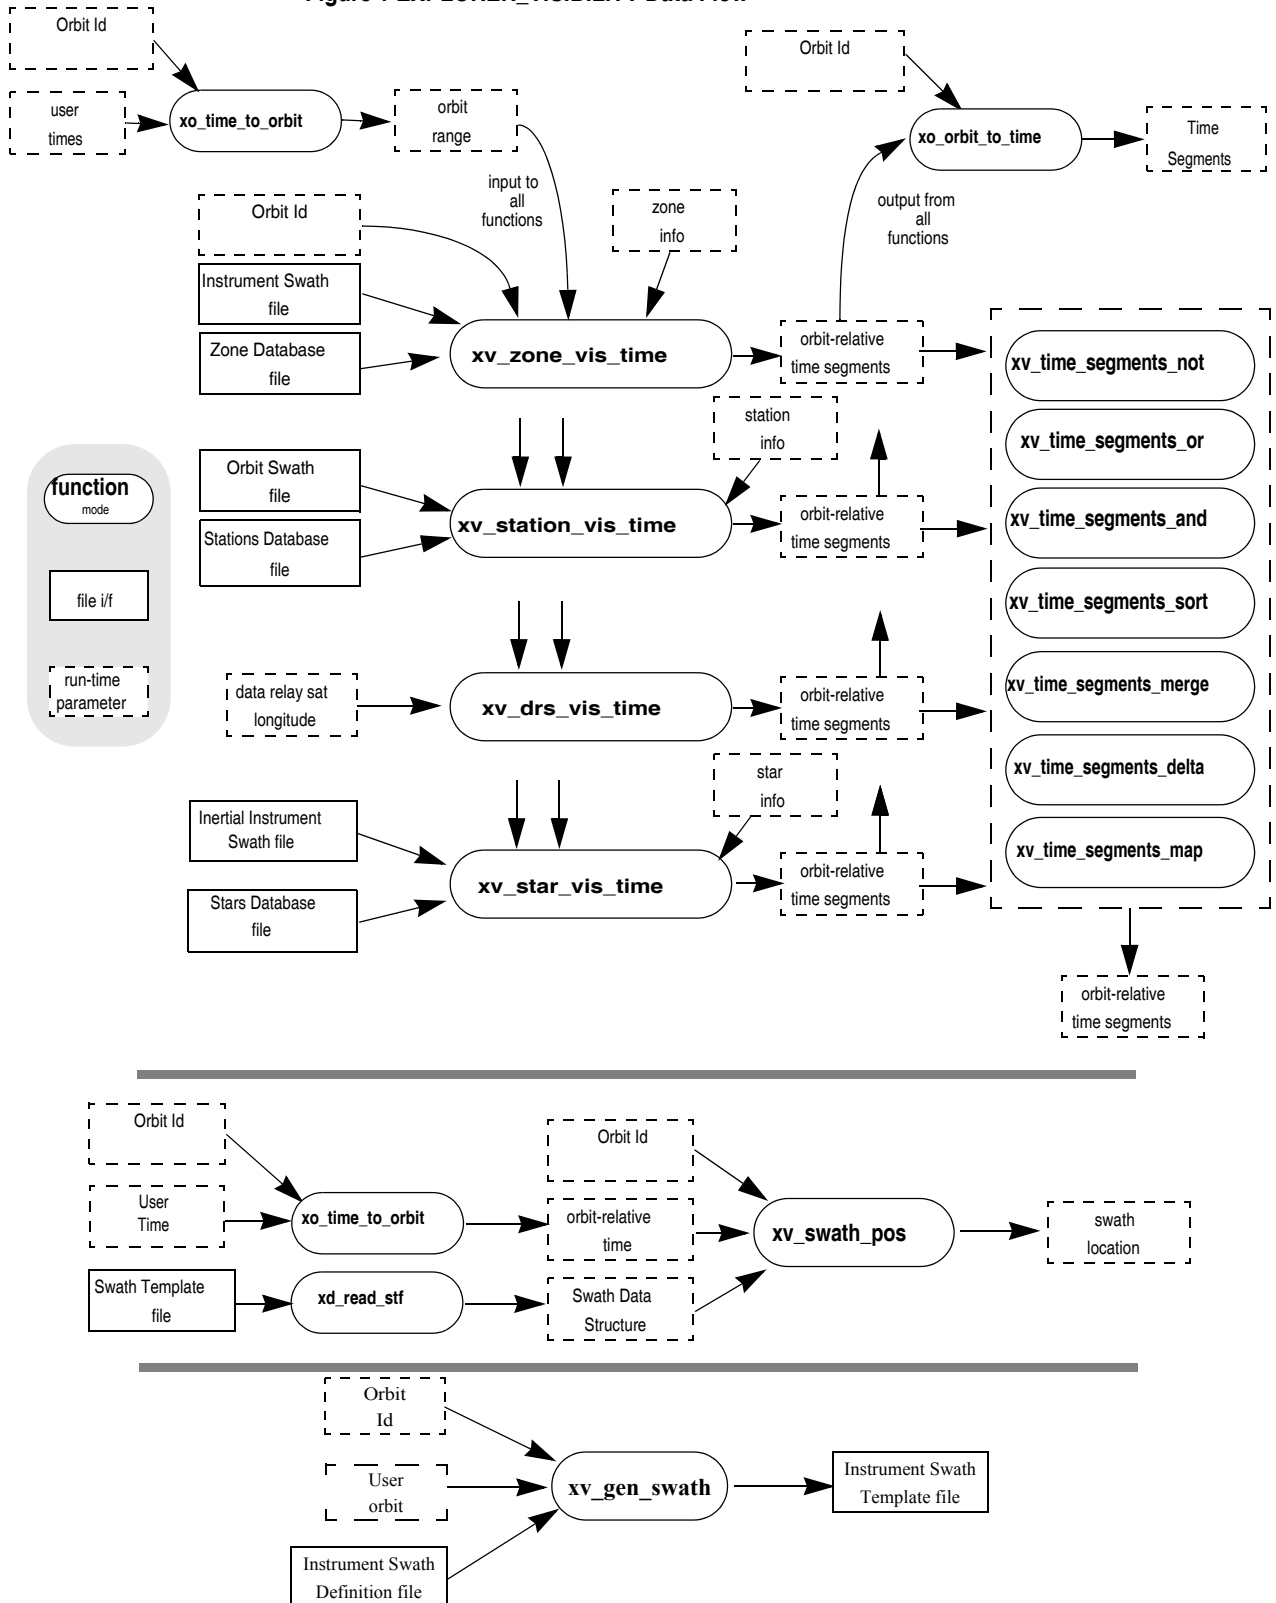 Figure 1 EXPLORER_VISIBILITY Data Flow
Orbit Id
user
times
xo_time_to_orbit
orbit
range
Orbit Id
xo_orbit_to_time
Time
Segments
input to
all
functions
zone
info
output from
all
functions
Orbit Id
Instrument Swath
file
Zone Database
file
xv_zone_vis_time
orbit-relative
time segments
xv_time_segments_not
xv_time_segments_or
xv_time_segments_and
xv_time_segments_sort
xv_time_segments_merge
xv_time_segments_delta
xv_time_segments_map
station
info
Orbit Swath
file
Stations Database
file
xv_station_vis_time
orbit-relative
time segments
function
mode
file i/f
run-time
parameter
data relay sat
longitude
xv_drs_vis_time
orbit-relative
time segments
star
info
Inertial Instrument
Swath file
Stars Database
file
xv_star_vis_time
orbit-relative
time segments
orbit-relative
time segments
Orbit Id
User
Time
xo_time_to_orbit
Swath Template
file
xd_read_stf
Orbit Id
orbit-relative
time
Swath Data
Structure
xv_swath_pos
swath
location
Orbit
Id
User
orbit
Instrument Swath
Definition file
xv_gen_swath
Instrument Swath
Template file